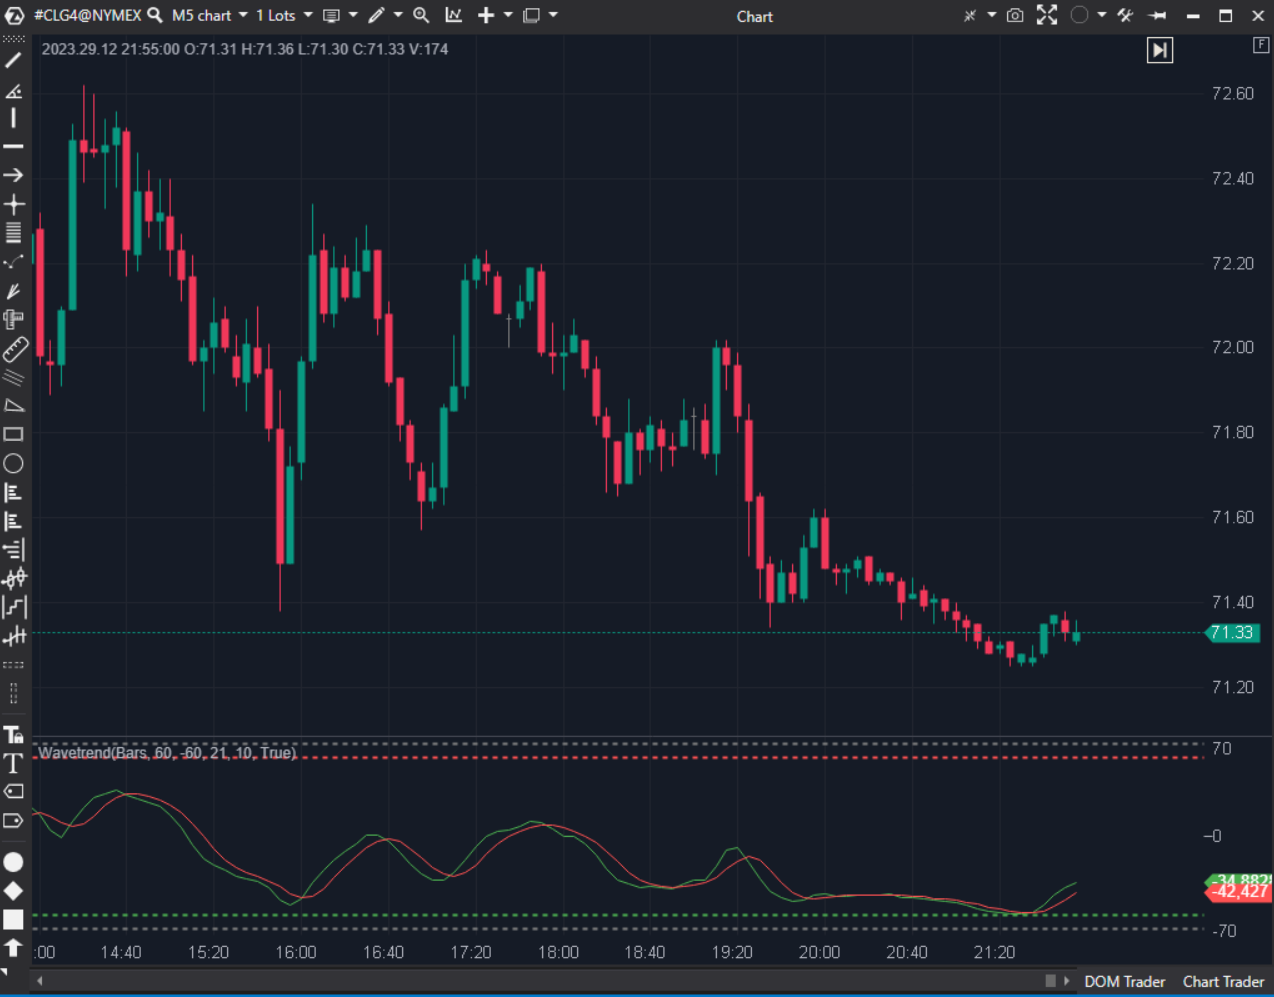 #CLG4@NYMEX M5 chart 1 Lots Chart
2023.29.12 21:55:00 O:71.31 H:71.36 L:71.30 C:71.33 V:174
F
72.60
72.40
72.20
72.00
71.80
71.60
71.40
71.33
71.20
Wavetrend(Bars, 60, -60, 21, 10, True)
70
0
-34,882
-42,427
-70
:00 14:40 15:20 16:00 16:40 17:20 18:00 18:40 19:20 20:00 20:40 21:20
DOM Trader Chart Trader